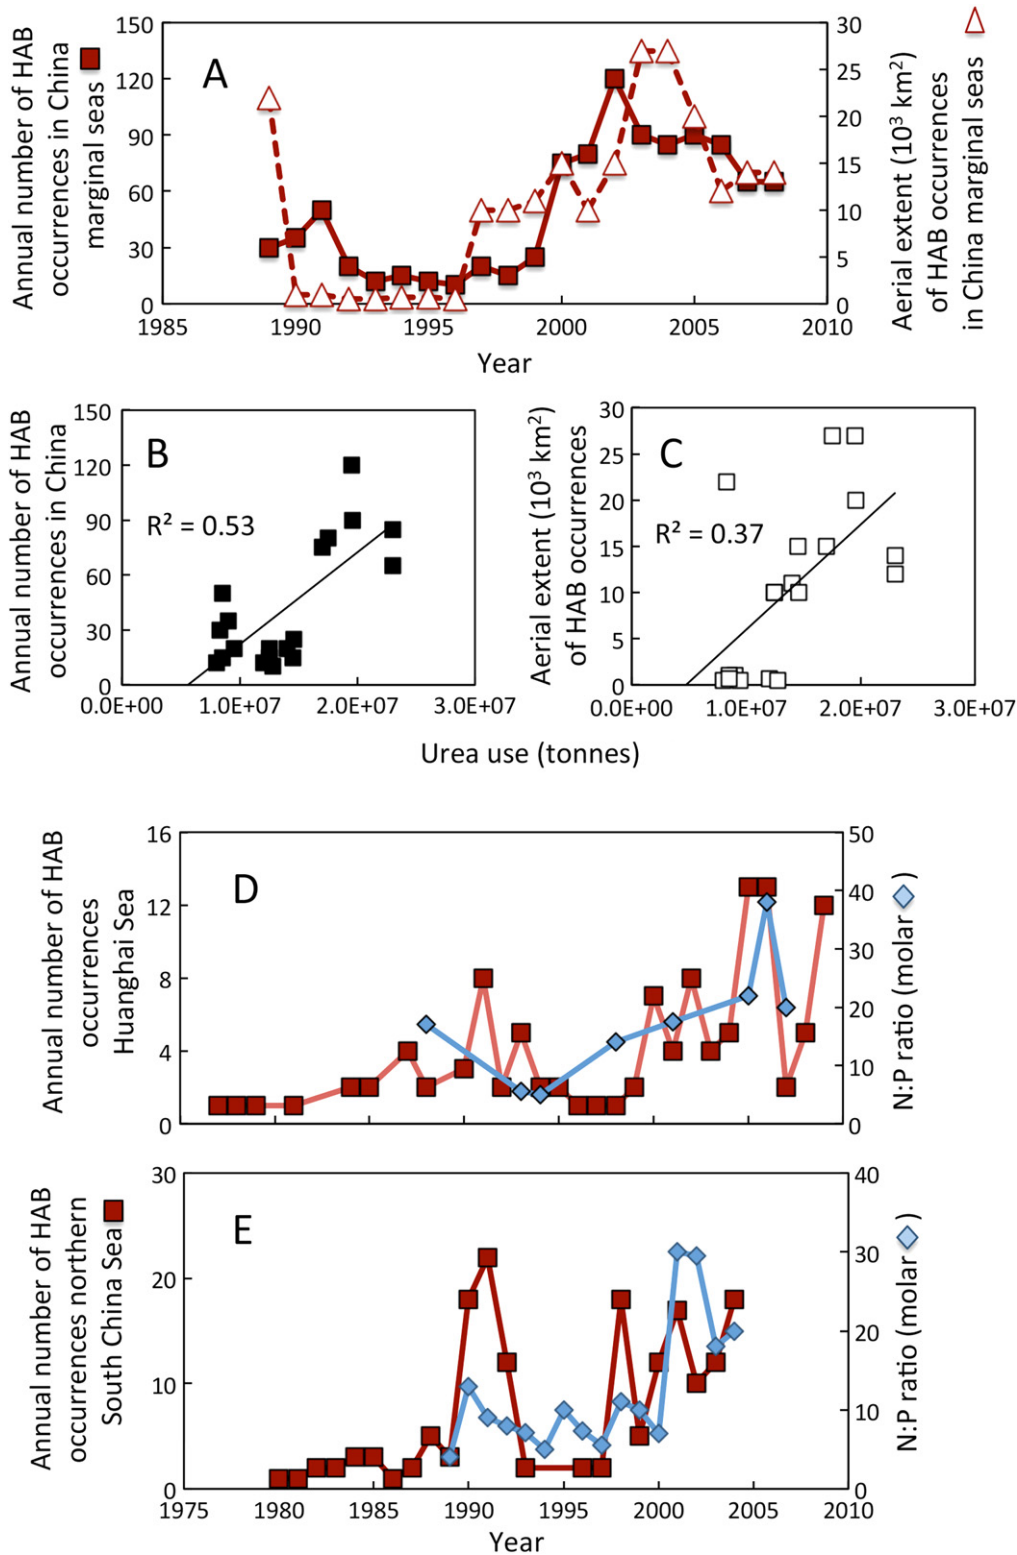 Annual number of HAB
occurrences in China
marginal seas
150
120
90
60
30
0
A
30
25
20
15
10
5
0
Aerial extent (10³ km²)
of HAB occurrences
in China marginal seas
1985
1990
1995
2000
2005
2010
Year
Annual number of HAB
occurrences in China
150
120
90
60
30
0
B
R² = 0.53
0.0E+00
1.0E+07
2.0E+07
3.0E+07
Aerial extent (10³ km²)
of HAB occurrences
30
25
20
15
10
5
0
C
R² = 0.37
0.0E+00
1.0E+07
2.0E+07
3.0E+07
Urea use (tonnes)
Annual number of HAB
occurrences
Huanghai Sea
16
12
8
4
0
D
50
40
30
20
10
0
N:P ratio (molar )
Annual number of HAB
occurrences northern
South China Sea
30
20
10
0
E
40
30
20
10
0
N:P ratio (molar )
1975
1980
1985
1990
1995
2000
2005
2010
Year